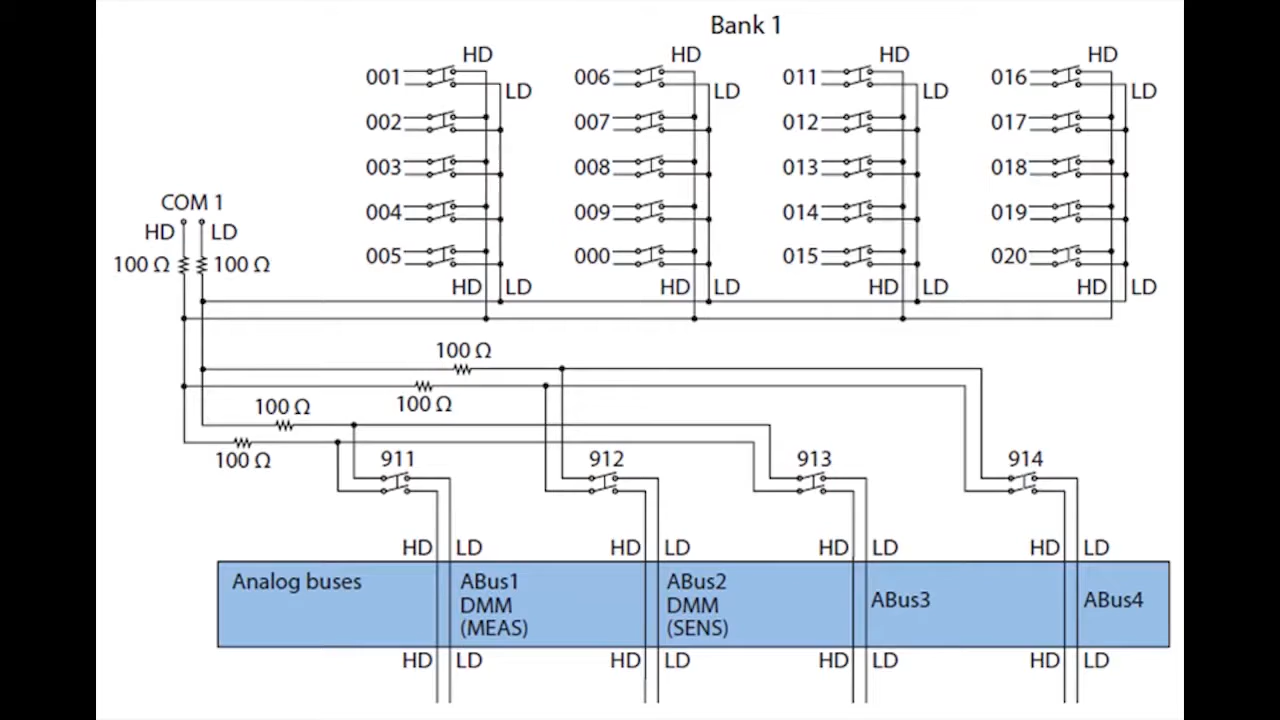 Bank 1
HD HD HD HD
001 006 011 016
LD LD LD LD
002 007 012 017
003 008 013 018
COM 1
004 009 014 019
HD LD
005 000 015 020
100 Ω 100 Ω
HD LD HD LD HD LD HD LD
100 Ω
100 Ω 100 Ω
100 Ω 911 912 913 914
HD LD HD LD HD LD HD LD
Analog buses ABus1 ABus2
DMM DMM ABus3 ABus4
(MEAS) (SENS)
HD LD HD LD HD LD HD LD